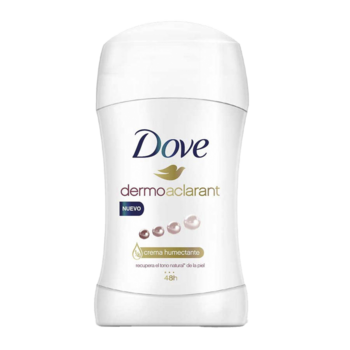 Dove
dermoaclarant
NUEVO
crema humectante
recupera el tono natural* de la piel
48h